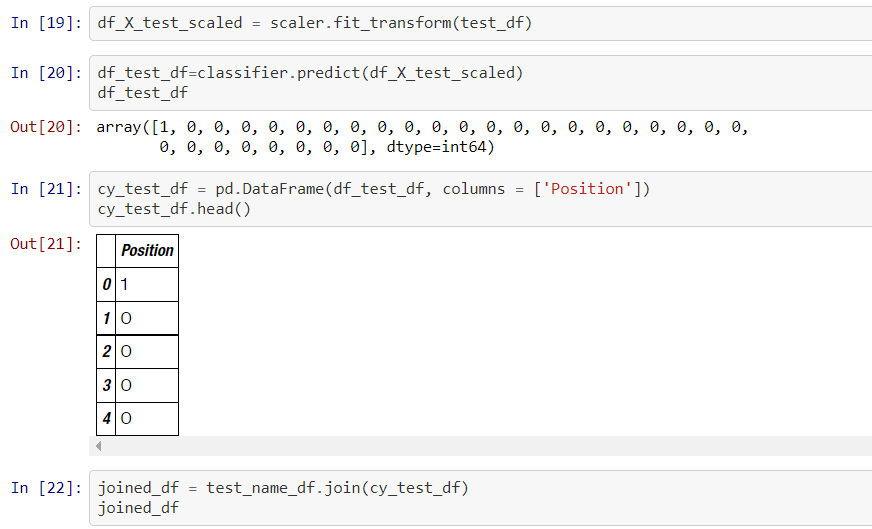 In [19]: df_X_test_scaled = scaler.fit_transform(test_df)
In [20]: df_test_df=classifier.predict(df_X_test_scaled)
df_test_df
Out[20]: array([1, 0, 0, 0, 0, 0, 0, 0, 0, 0, 0, 0, 0, 0, 0, 0, 0, 0, 0, 0, 0, 0,
0, 0, 0, 0, 0, 0, 0, 0], dtype=int64)
In [21]: cy_test_df = pd.DataFrame(df_test_df, columns = ['Position'])
cy_test_df.head()
Out[21]:
Position
0 1
1 0
2 0
3 0
4 0
In [22]: joined_df = test_name_df.join(cy_test_df)
joined_df